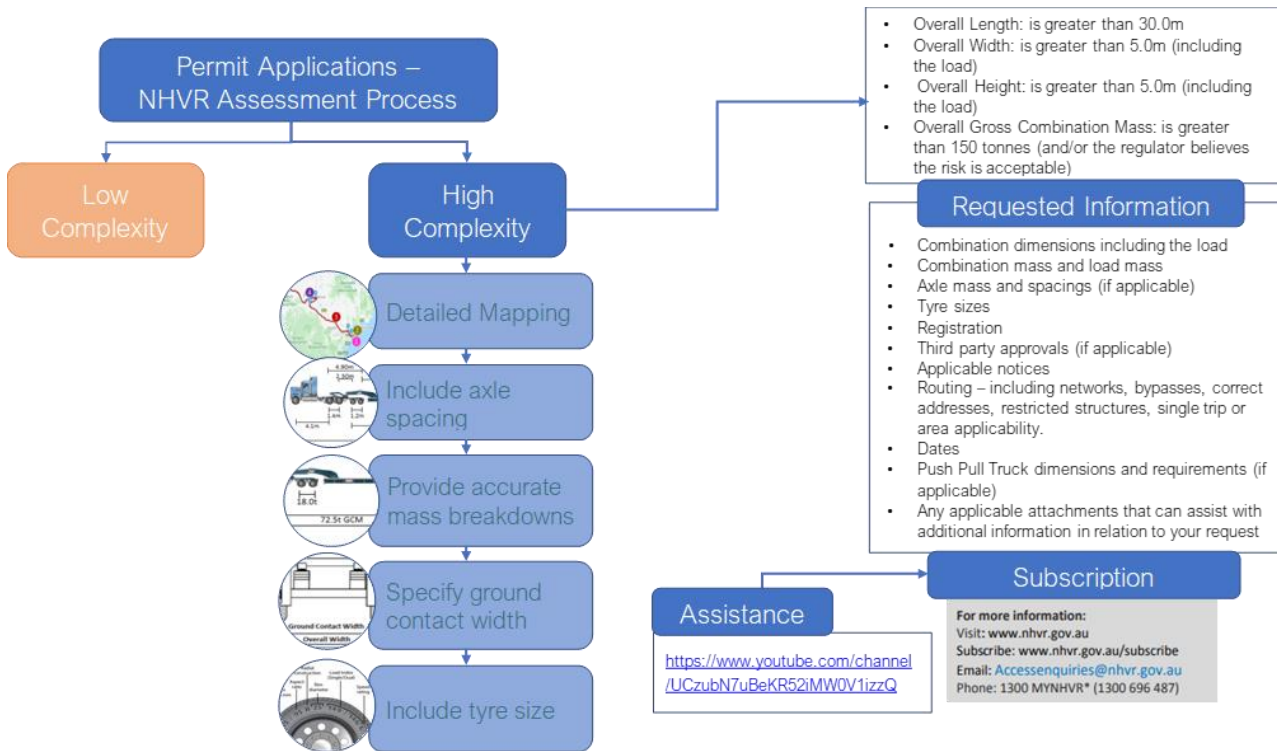 Permit Applications –
NHVR Assessment Process
Low
Complexity
High
Complexity
Detailed Mapping
4.90m
1.4m
1.2m
4.1m
Include axle
spacing
18.0t
72.5t GCM
Provide accurate
mass breakdowns
Ground Contact Width
Overall Width
Specify ground
contact width
Include tyre size
• Overall Length: is greater than 30.0m
• Overall Width: is greater than 5.0m (including
the load)
• Overall Height: is greater than 5.0m (including
the load)
• Overall Gross Combination Mass: is greater
than 150 tonnes (and/or the regulator believes
the risk is acceptable)
Requested Information
• Combination dimensions including the load
• Combination mass and load mass
• Axle mass and spacings (if applicable)
• Tyre sizes
• Registration
• Third party approvals (if applicable)
• Applicable notices
• Routing – including networks, bypasses, correct
addresses, restricted structures, single trip or
area applicability.
• Dates
• Push Pull Truck dimensions and requirements (if
applicable)
• Any applicable attachments that can assist with
additional information in relation to your request
Assistance
https://www.youtube.com/channel
/UCzubN7uBeKR52iMW0V1izzQ
Subscription
For more information:
Visit: www.nhvr.gov.au
Subscribe: www.nhvr.gov.au/subscribe
Email: Accessenquiries@nhvr.gov.au
Phone: 1300 MYNHVR* (1300 696 487)